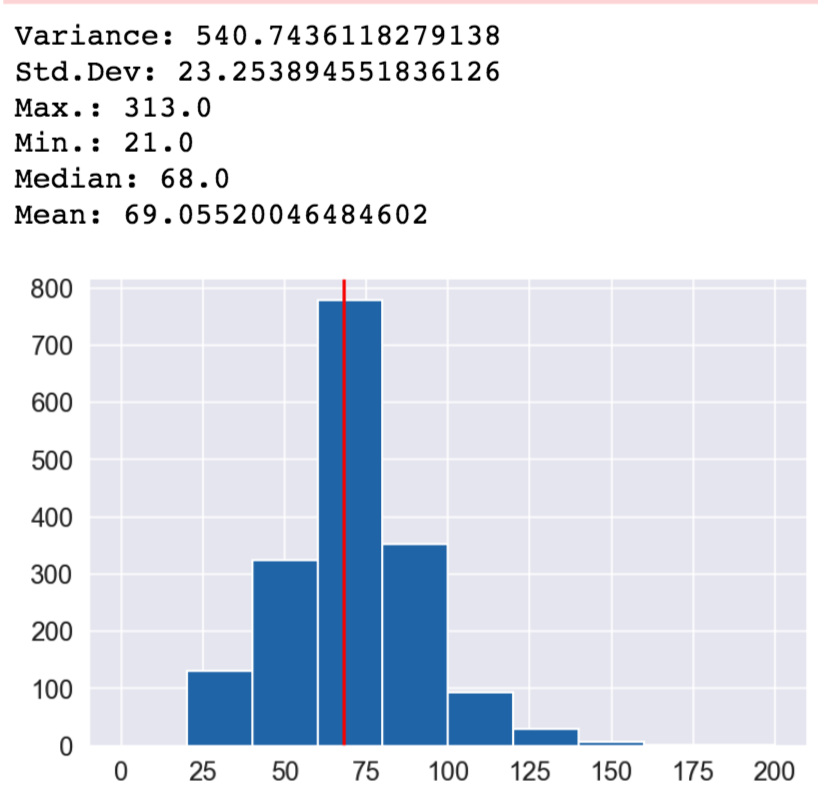 Variance: 540.7436118279138
Std.Dev: 23.253894551836126
Max.: 313.0
Min.: 21.0
Median: 68.0
Mean: 69.05520046484602
800
700
600
500
400
300
200
100
0
0 25 50 75 100 125 150 175 200